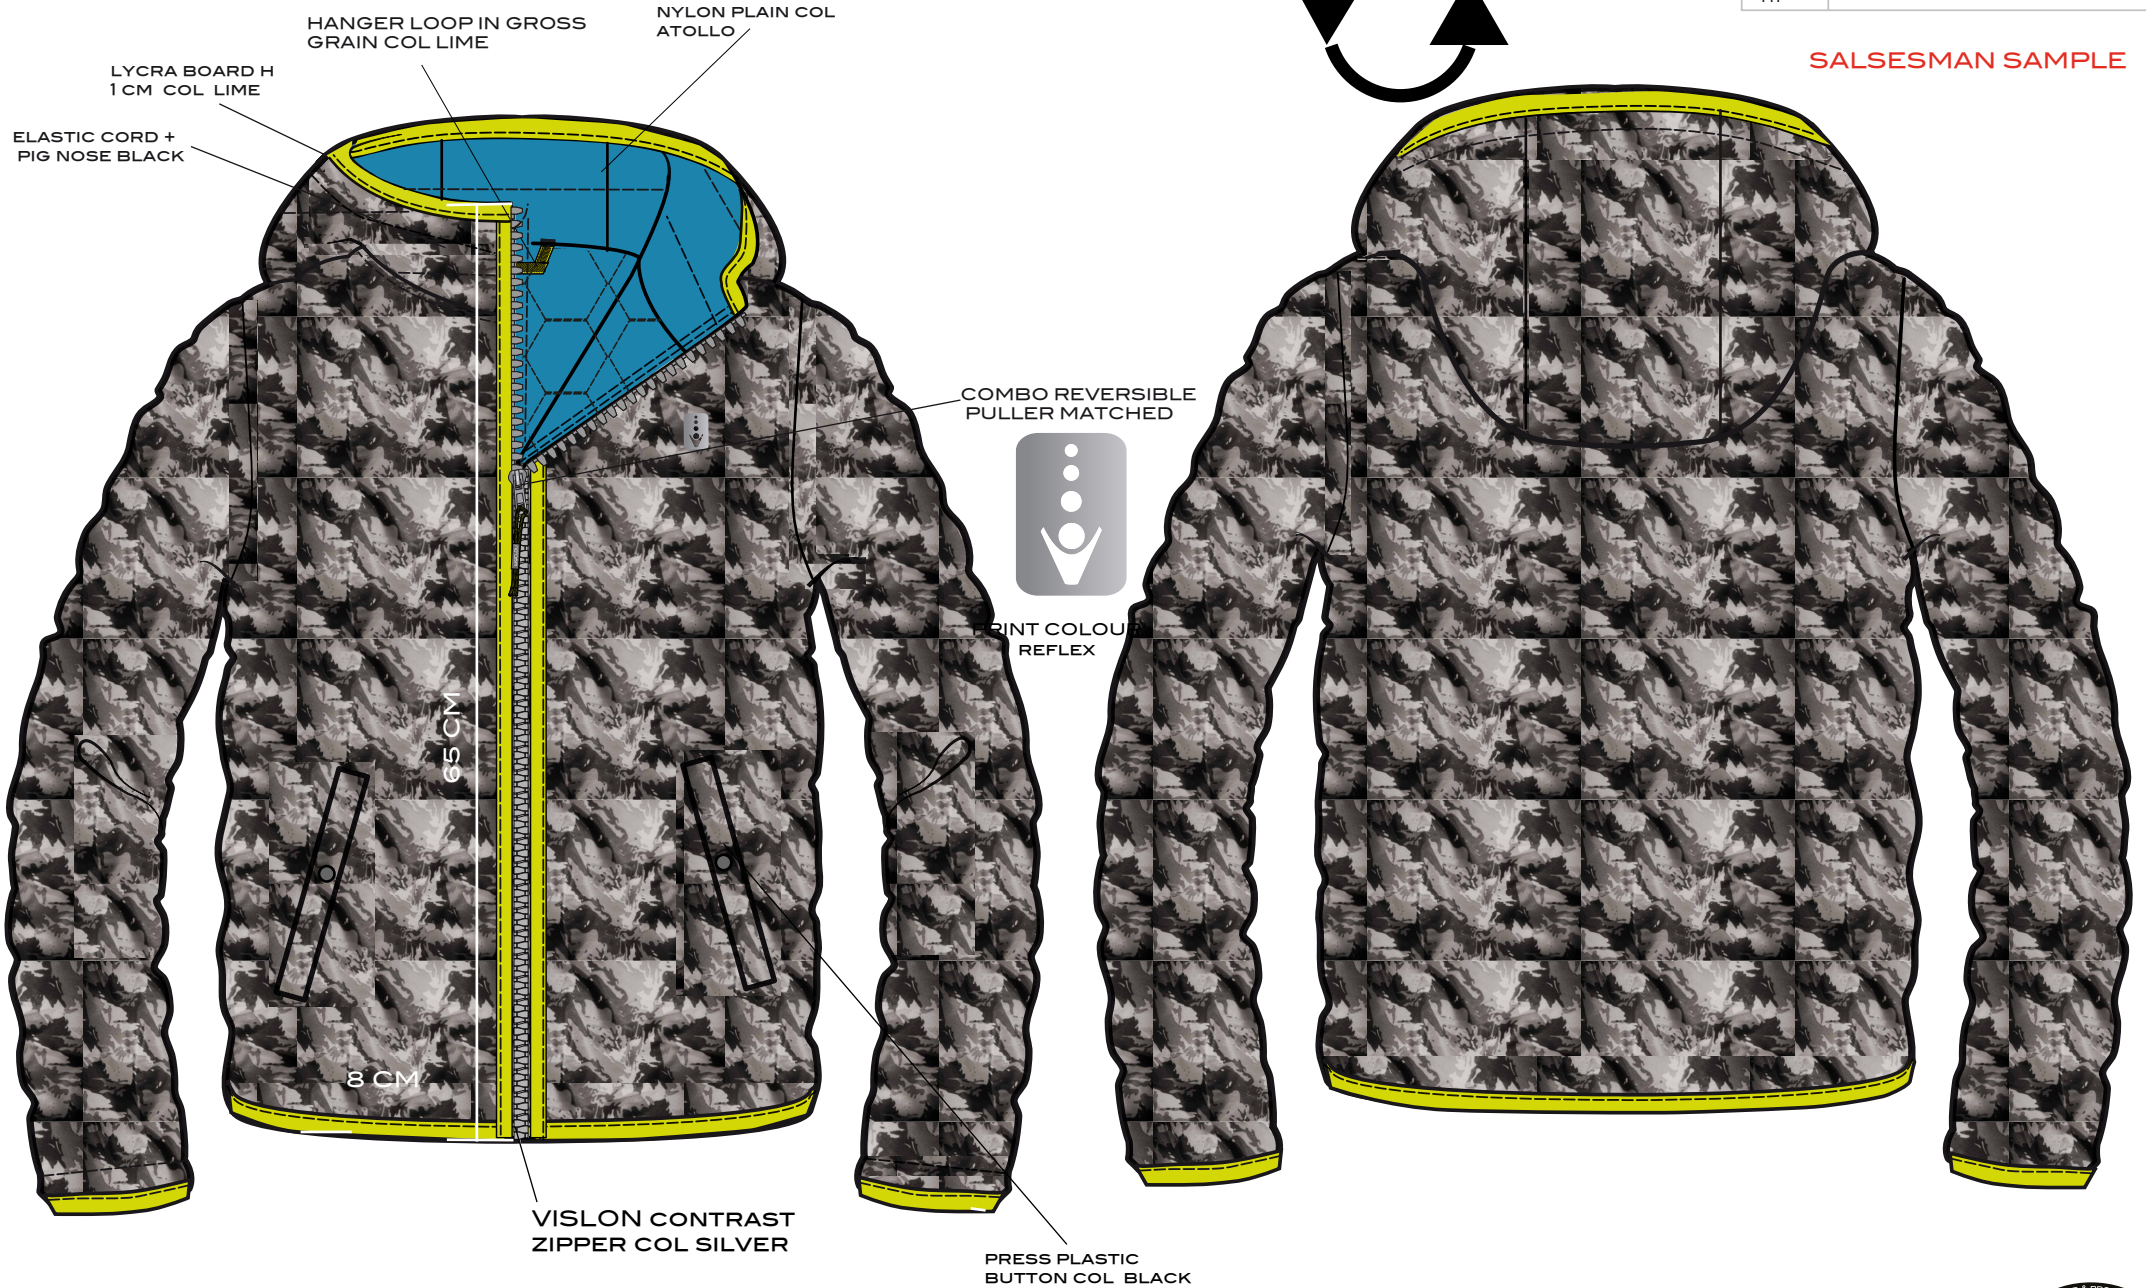 HANGER LOOP IN GROSS
GRAIN COL LIME
NYLON PLAIN COL
ATOLLO
SALSESMAN SAMPLE
LYCRA BOARD H
1 CM COL LIME
ELASTIC CORD +
PIG NOSE BLACK
COMBO REVERSIBLE
PULLER MATCHED
PRINT COLOUR
REFLEX
65 CM
8 CM
VISLON CONTRAST
ZIPPER COL SILVER
PRESS PLASTIC
BUTTON COL BLACK